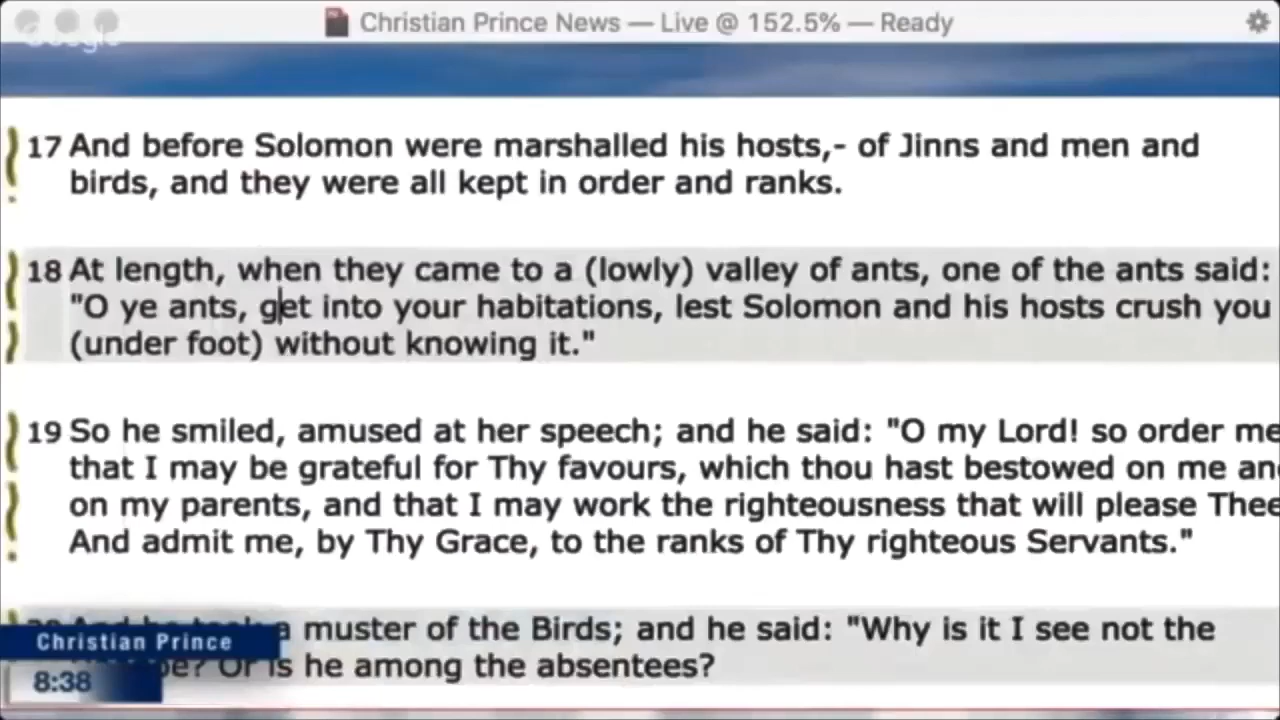 Christian Prince News — Live @ 152.5% — Ready
Google
17 And before Solomon were marshalled his hosts,- of Jinns and men and
birds, and they were all kept in order and ranks.
18 At length, when they came to a (lowly) valley of ants, one of the ants said:
"O ye ants, get into your habitations, lest Solomon and his hosts crush you
(under foot) without knowing it."
19 So he smiled, amused at her speech; and he said: "O my Lord! so order me
that I may be grateful for Thy favours, which thou hast bestowed on me and
on my parents, and that I may work the righteousness that will please Thee
And admit me, by Thy Grace, to the ranks of Thy righteous Servants."
a muster of the Birds; and he said: "Why is it I see not the
Or is he among the absentees?
Christian Prince
8:38